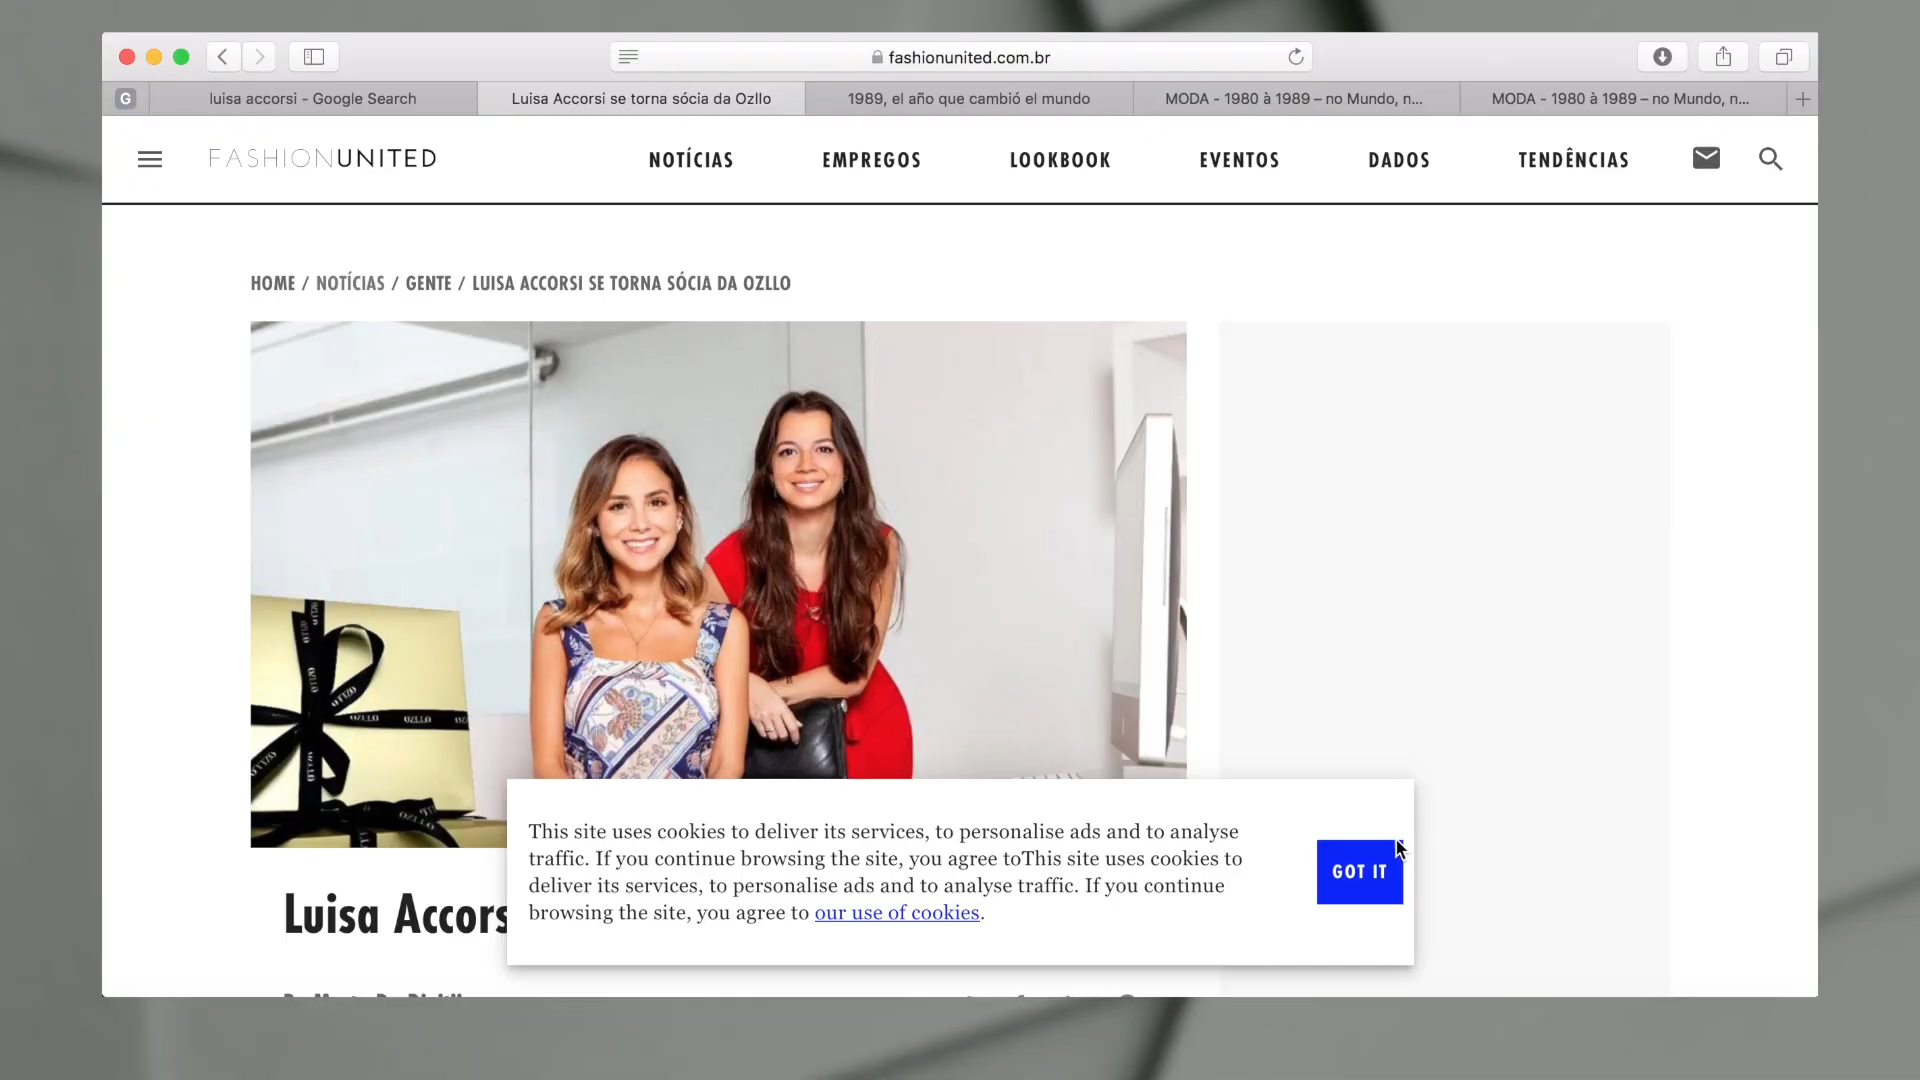 fashionunited.com.br
G
luisa accorsi - Google Search
Luisa Accorsi se torna sócia da Ozllo
1989, el año que cambió el mundo
MODA - 1980 à 1989 – no Mundo, n...
MODA - 1980 à 1989 – no Mundo, n...
FASHIONUNITED
NOTÍCIAS
EMPREGOS
LOOKBOOK
EVENTOS
DADOS
TENDÊNCIAS
HOME / NOTÍCIAS / GENTE / LUISA ACCORSI SE TORNA SÓCIA DA OZLLO
OZLLO
OZLLO
OZLLO
OZLLO
This site uses cookies to deliver its services, to personalise ads and to analyse
traffic. If you continue browsing the site, you agree toThis site uses cookies to
deliver its services, to personalise ads and to analyse traffic. If you continue
browsing the site, you agree to our use of cookies.
GOT IT
Luisa Accors